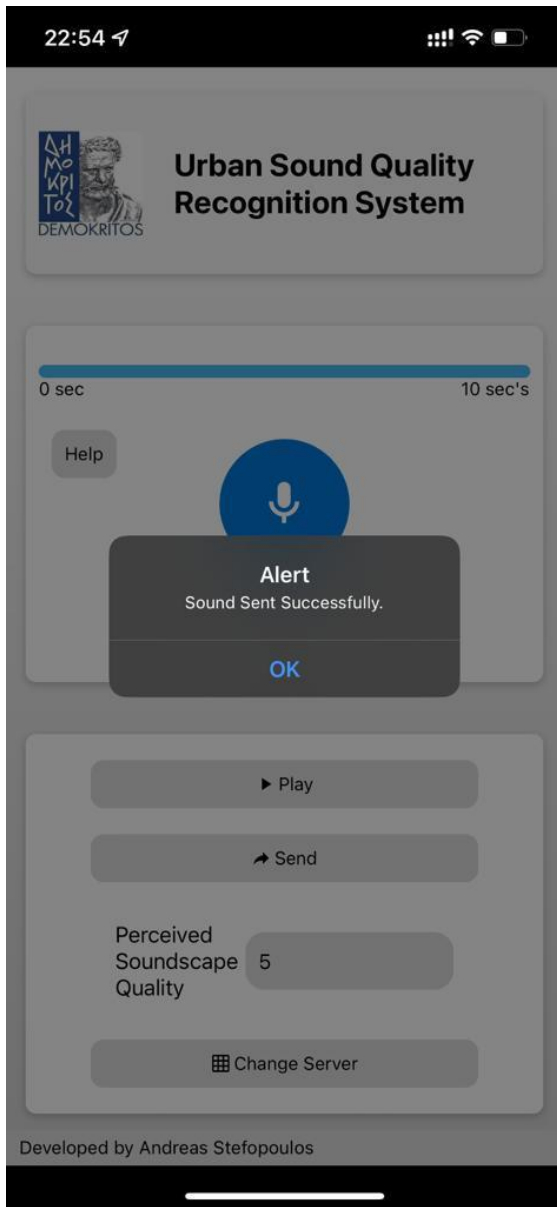 22:54
ΔΗ
ΜΟ
ΚΡΙ
ΤΟΣ
DEMOKRITOS
Urban Sound Quality
Recognition System
0 sec
10 sec's
Help
Alert
Sound Sent Successfully.
OK
Play
Send
Perceived
Soundscape
Quality
5
Change Server
Developed by Andreas Stefopoulos